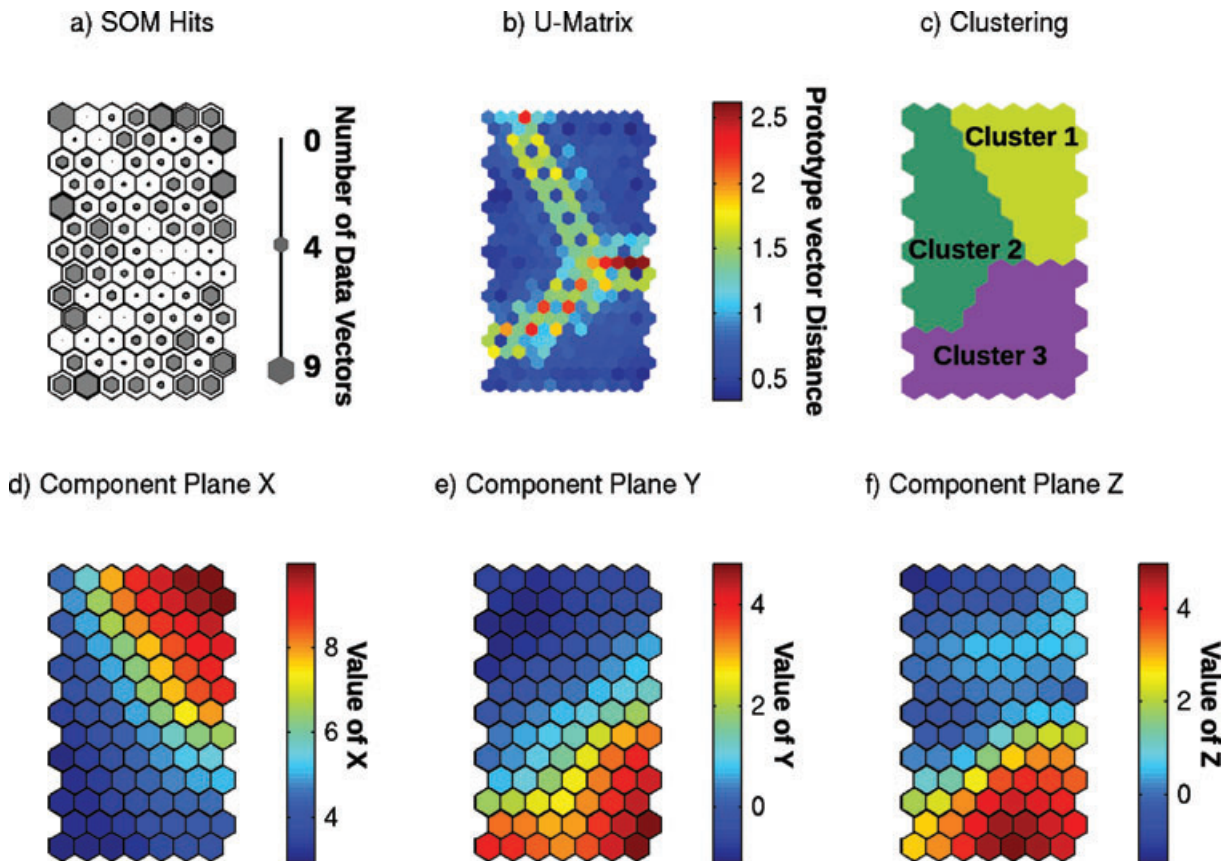 a) SOM Hits
b) U-Matrix
c) Clustering
0
4
9
Number of Data Vectors
2.5
2
1.5
1
0.5
Prototype vector Distance
Cluster 1
Cluster 2
Cluster 3
d) Component Plane X
e) Component Plane Y
f) Component Plane Z
8
6
4
Value of X
4
2
0
Value of Y
4
2
0
Value of Z